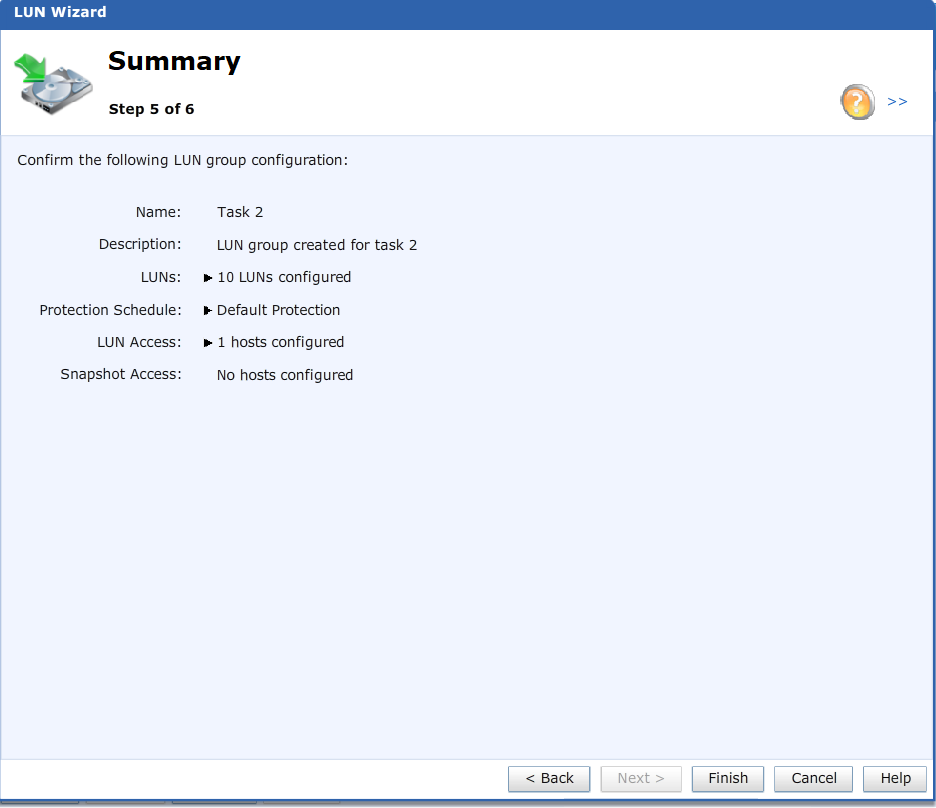 LUN Wizard
Summary
Step 5 of 6
? >>
Confirm the following LUN group configuration:
Name: Task 2
Description: LUN group created for task 2
LUNs: ▶ 10 LUNs configured
Protection Schedule: ▶ Default Protection
LUN Access: ▶ 1 hosts configured
Snapshot Access: No hosts configured
< Back Next > Finish Cancel Help